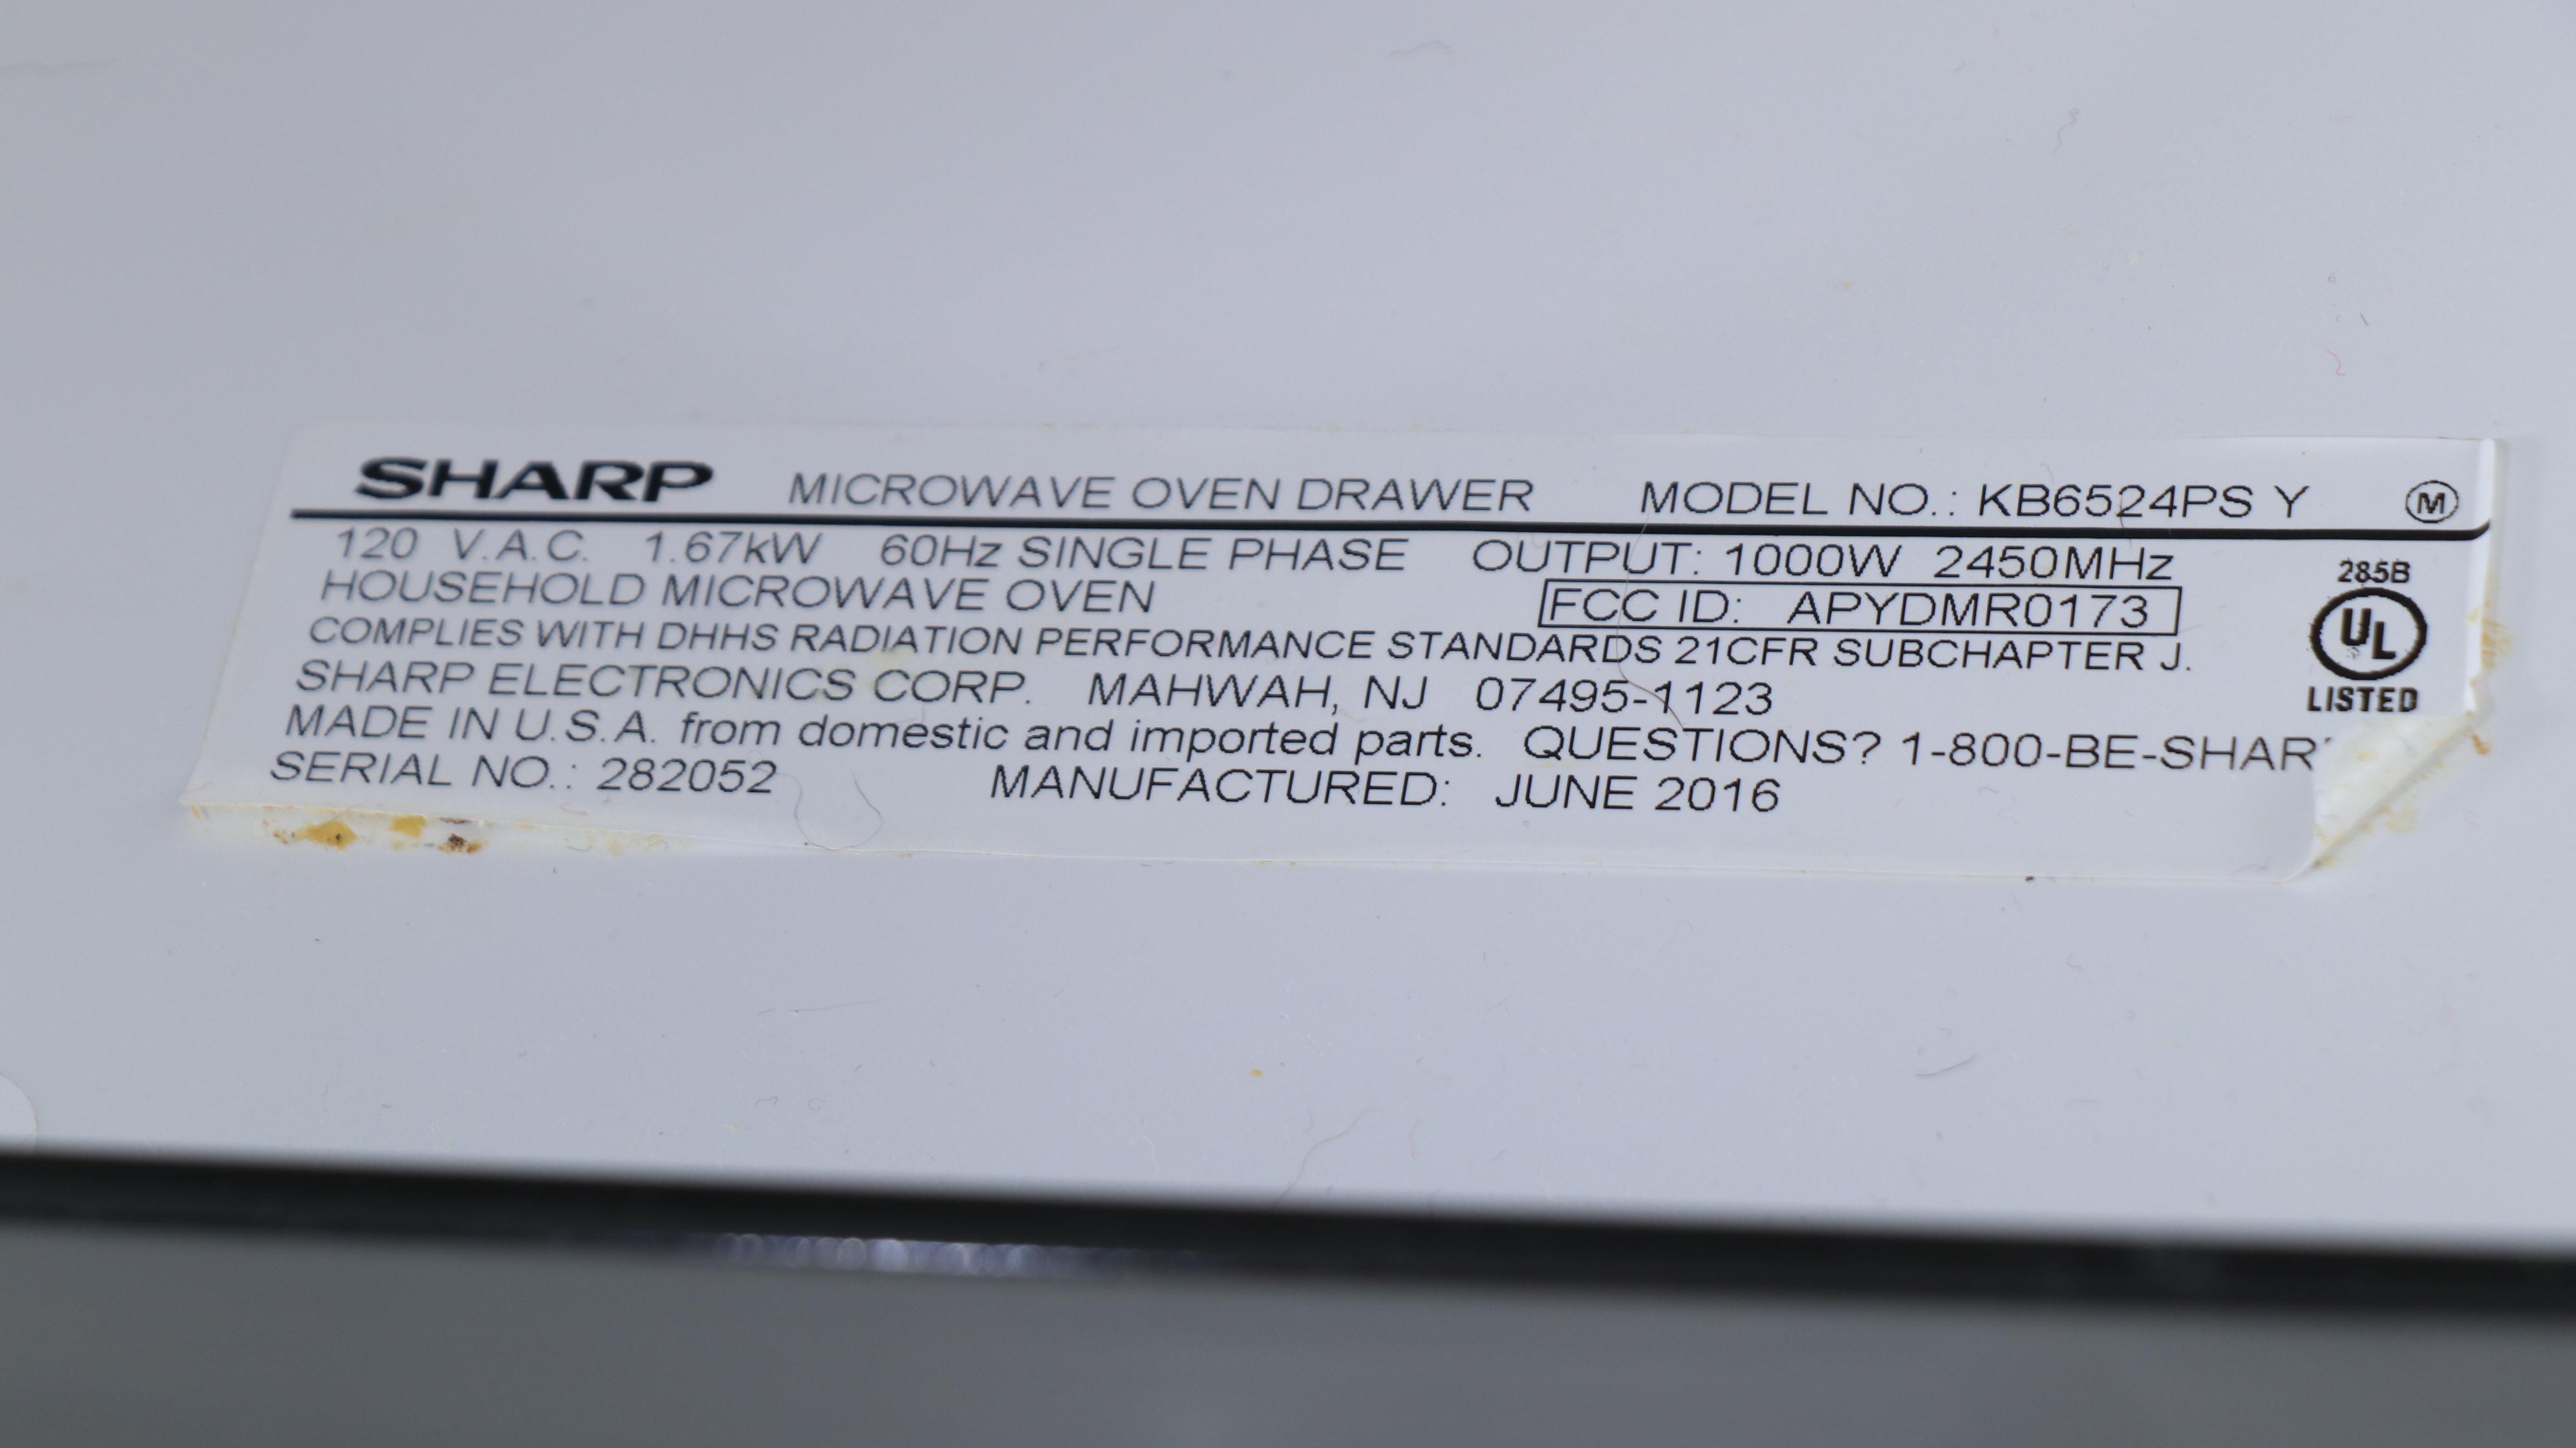 SHARP MICROWAVE OVEN DRAWER MODEL NO.: KB6524PS Y M
120 V.A.C. 1.67kW 60Hz SINGLE PHASE OUTPUT: 1000W 2450MHz
HOUSEHOLD MICROWAVE OVEN FCC ID: APYDMR0173
COMPLIES WITH DHHS RADIATION PERFORMANCE STANDARDS 21CFR SUBCHAPTER J.
SHARP ELECTRONICS CORP. MAHWAH, NJ 07495-1123
MADE IN U.S.A. from domestic and imported parts. QUESTIONS? 1-800-BE-SHAR
SERIAL NO.: 282052 MANUFACTURED: JUNE 2016
285B
UL
LISTED